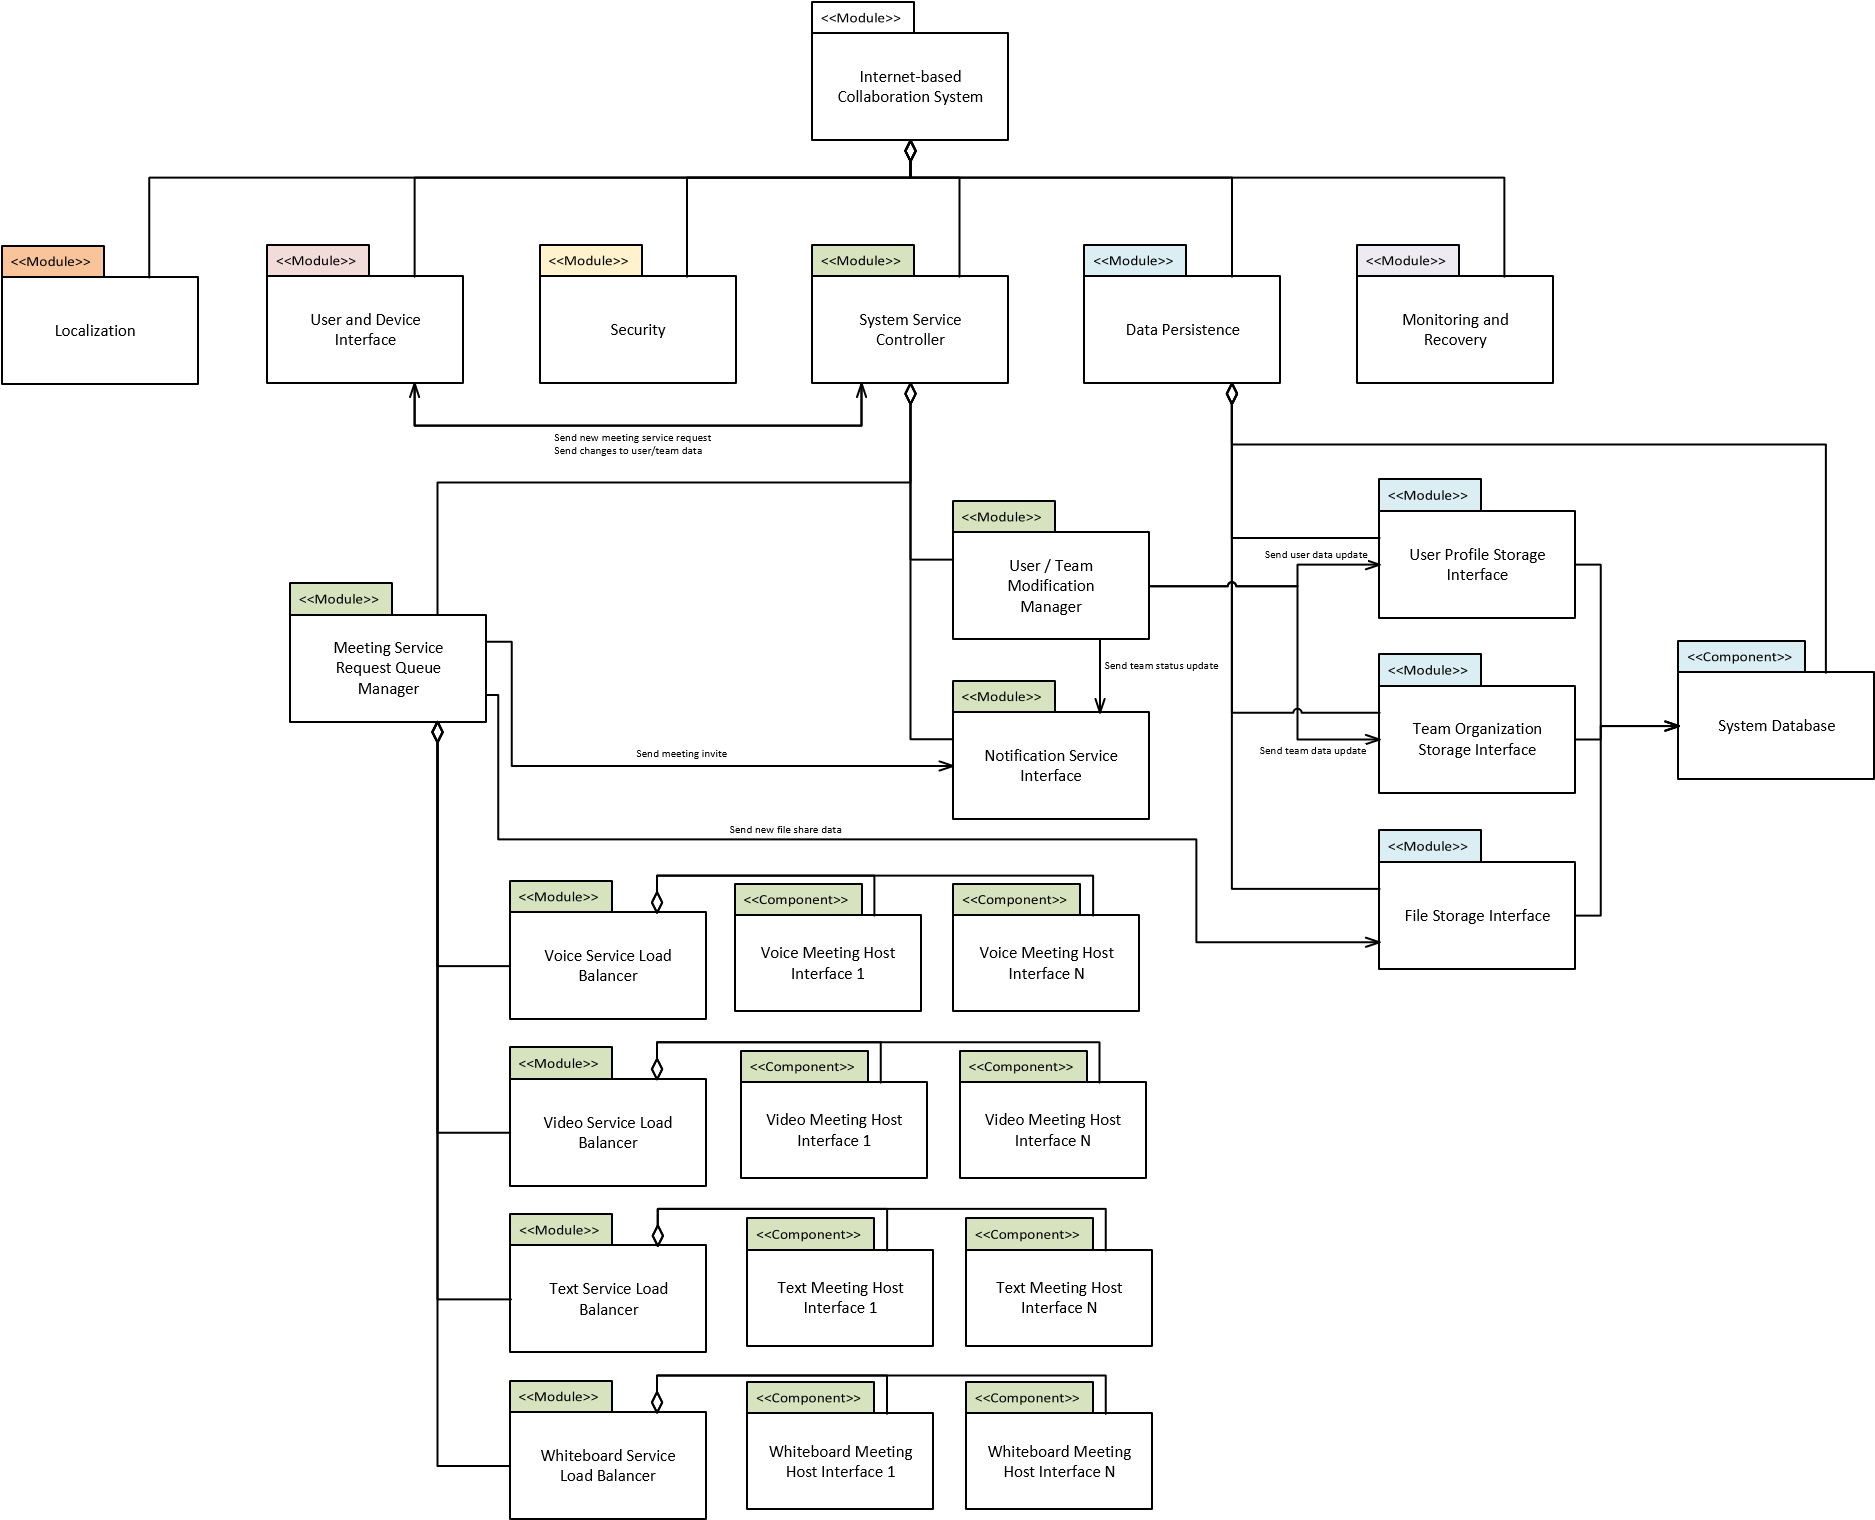 <<Module>>
Internet-based
Collaboration System
<<Module>>
Localization
<<Module>>
User and Device
Interface
<<Module>>
Security
<<Module>>
System Service
Controller
<<Module>>
Data Persistence
<<Module>>
Monitoring and
Recovery
Send new meeting service request
Send changes to user/team data
<<Module>>
User / Team
Modification
Manager
<<Module>>
User Profile Storage
Interface
Send user data update
<<Module>>
Meeting Service
Request Queue
Manager
Send team status update
<<Module>>
Notification Service
Interface
Send meeting invite
<<Module>>
Team Organization
Storage Interface
Send team data update
<<Component>>
System Database
Send new file share data
<<Module>>
File Storage Interface
<<Module>>
Voice Service Load
Balancer
<<Component>>
Voice Meeting Host
Interface 1
<<Component>>
Voice Meeting Host
Interface N
<<Module>>
Video Service Load
Balancer
<<Component>>
Video Meeting Host
Interface 1
<<Component>>
Video Meeting Host
Interface N
<<Module>>
Text Service Load
Balancer
<<Component>>
Text Meeting Host
Interface 1
<<Component>>
Text Meeting Host
Interface N
<<Module>>
Whiteboard Service
Load Balancer
<<Component>>
Whiteboard Meeting
Host Interface 1
<<Component>>
Whiteboard Meeting
Host Interface N